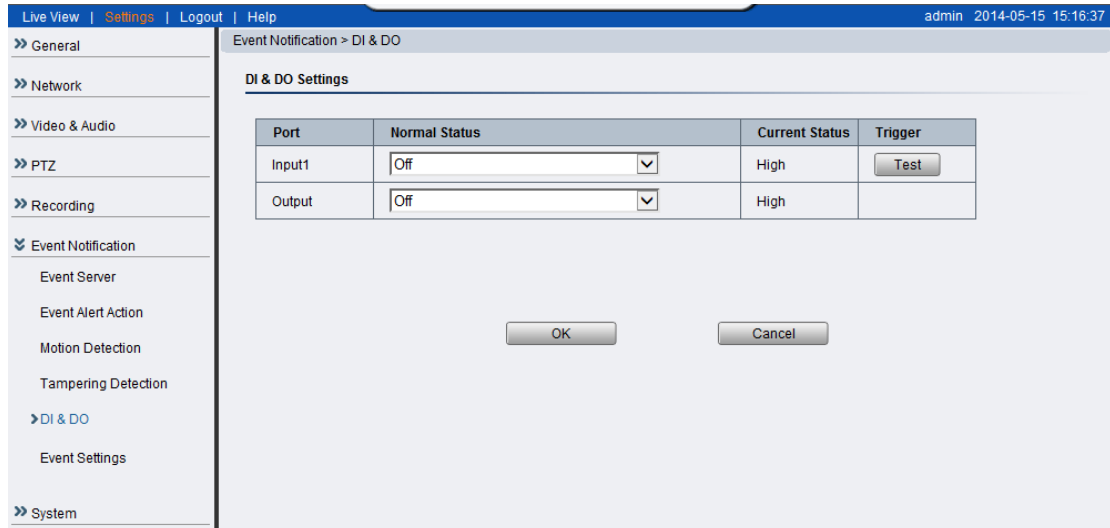 Live View | Settings | Logout | Help admin 2014-05-15 15:16:37
General
Network
Video & Audio
PTZ
Recording
Event Notification
Event Server
Event Alert Action
Motion Detection
Tampering Detection
DI & DO
Event Settings
System
Event Notification > DI & DO
DI & DO Settings
Port Normal Status Current Status Trigger
Input1 Off High Test
Output Off High
OK Cancel